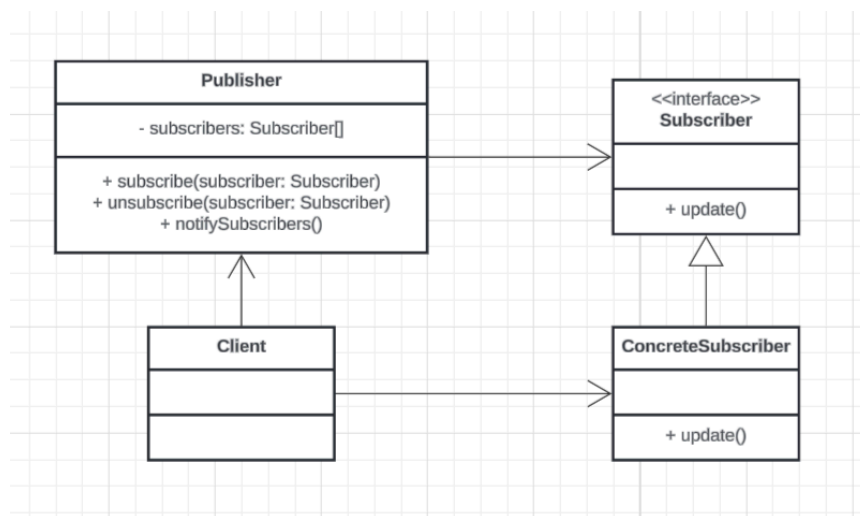 Publisher
- subscribers: Subscriber[]
+ subscribe(subscriber: Subscriber)
+ unsubscribe(subscriber: Subscriber)
+ notifySubscribers()
<<interface>>
Subscriber
+ update()
Client
ConcreteSubscriber
+ update()